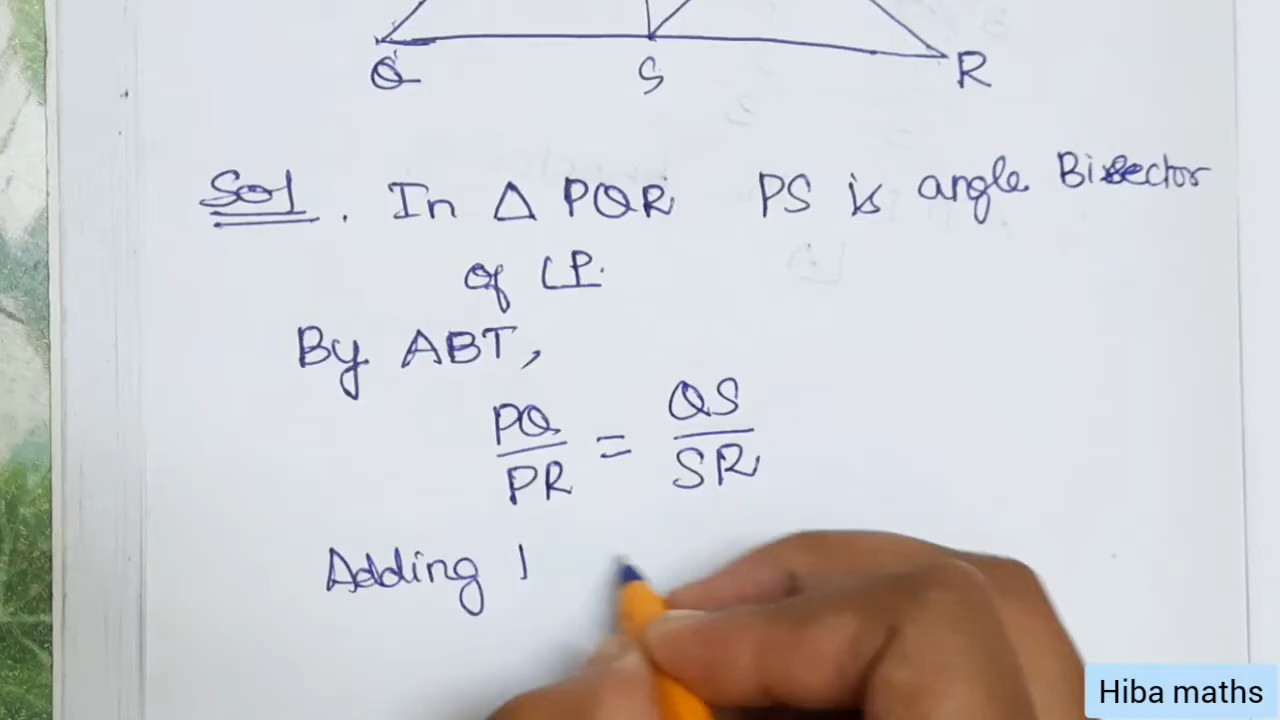 Q S R
Sol. In Δ PQR PS is angle Bisector
of ∠P.
By ABT,
PQ/PR = QS/SR
Adding 1
Hiba maths